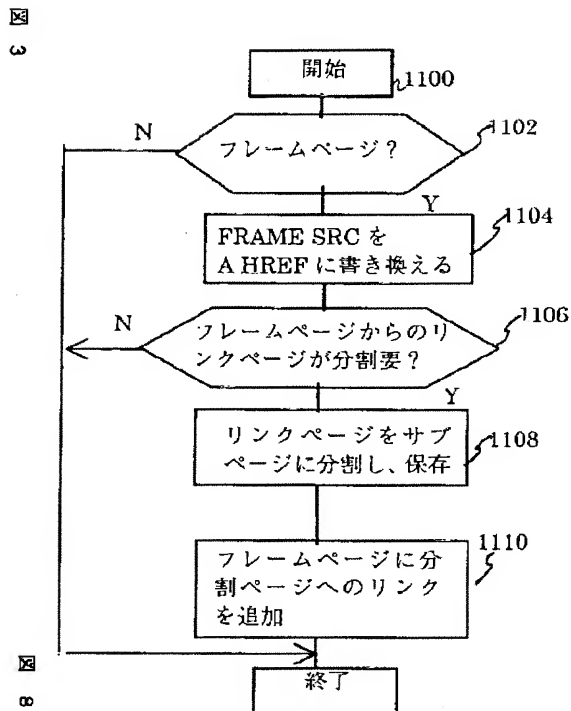 図 3
開始
1100
N
フレームページ？
1102
Y
FRAME SRC を
A HREF に書き換える
1104
N
フレームページからのリ
ンクページが分割要？
1106
Y
リンクページをサブ
ページに分割し、保存
1108
フレームページに分
割ページへのリンク
を追加
1110
図 8
終了